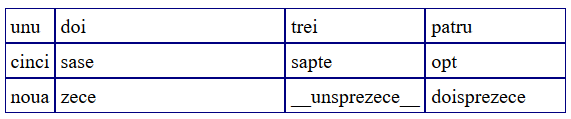 unu doi trei patru
cinci sase sapte opt
noua zece __unsprezece__ doisprezece